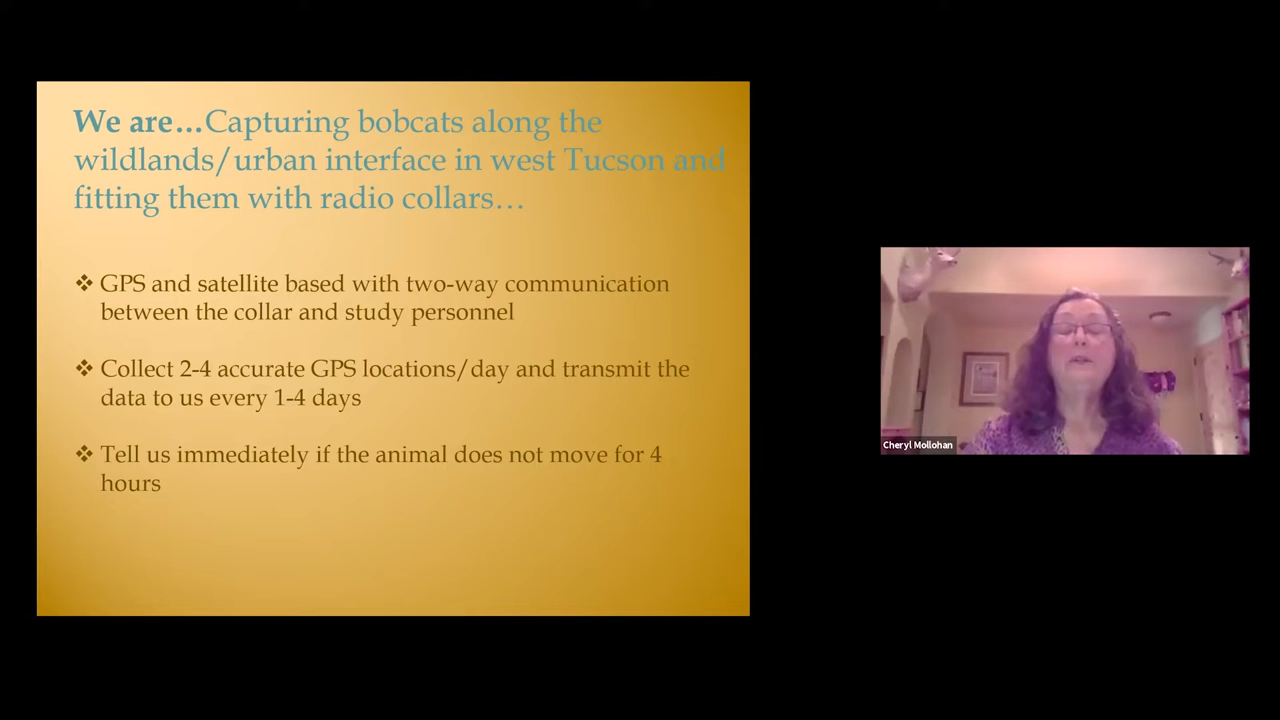 We are...Capturing bobcats along the
wildlands/urban interface in west Tucson and
fitting them with radio collars...
❖ GPS and satellite based with two-way communication
between the collar and study personnel
❖ Collect 2-4 accurate GPS locations/day and transmit the
data to us every 1-4 days
❖ Tell us immediately if the animal does not move for 4
hours
Cheryl Mollohan